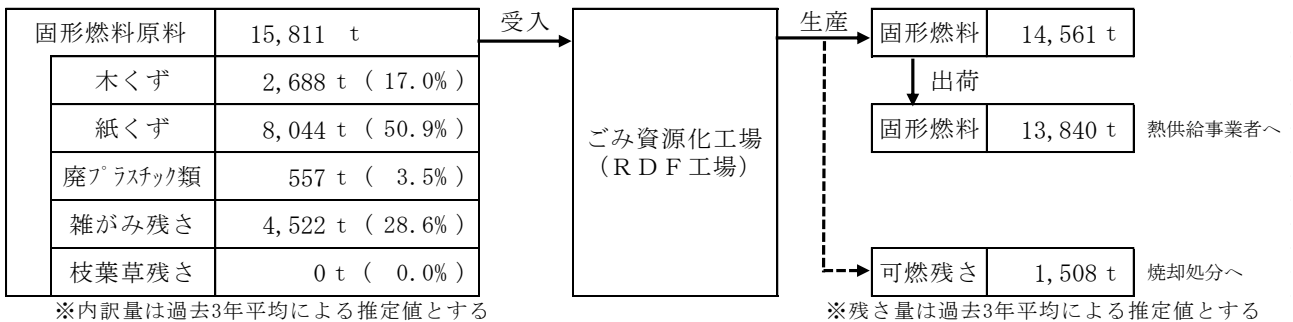 固形燃料原料 15,811 t
木くず 2,688 t ( 17.0% )
紙くず 8,044 t ( 50.9% )
廃プラスチック類 557 t ( 3.5% )
雑がみ残さ 4,522 t ( 28.6% )
枝葉草残さ 0 t ( 0.0% )
※内訳量は過去3年平均による推定値とする
受入
ごみ資源化工場
（ＲＤＦ工場）
生産
固形燃料 14,561 t
出荷
固形燃料 13,840 t 熱供給事業者へ
可燃残さ 1,508 t 焼却処分へ
※残さ量は過去3年平均による推定値とする